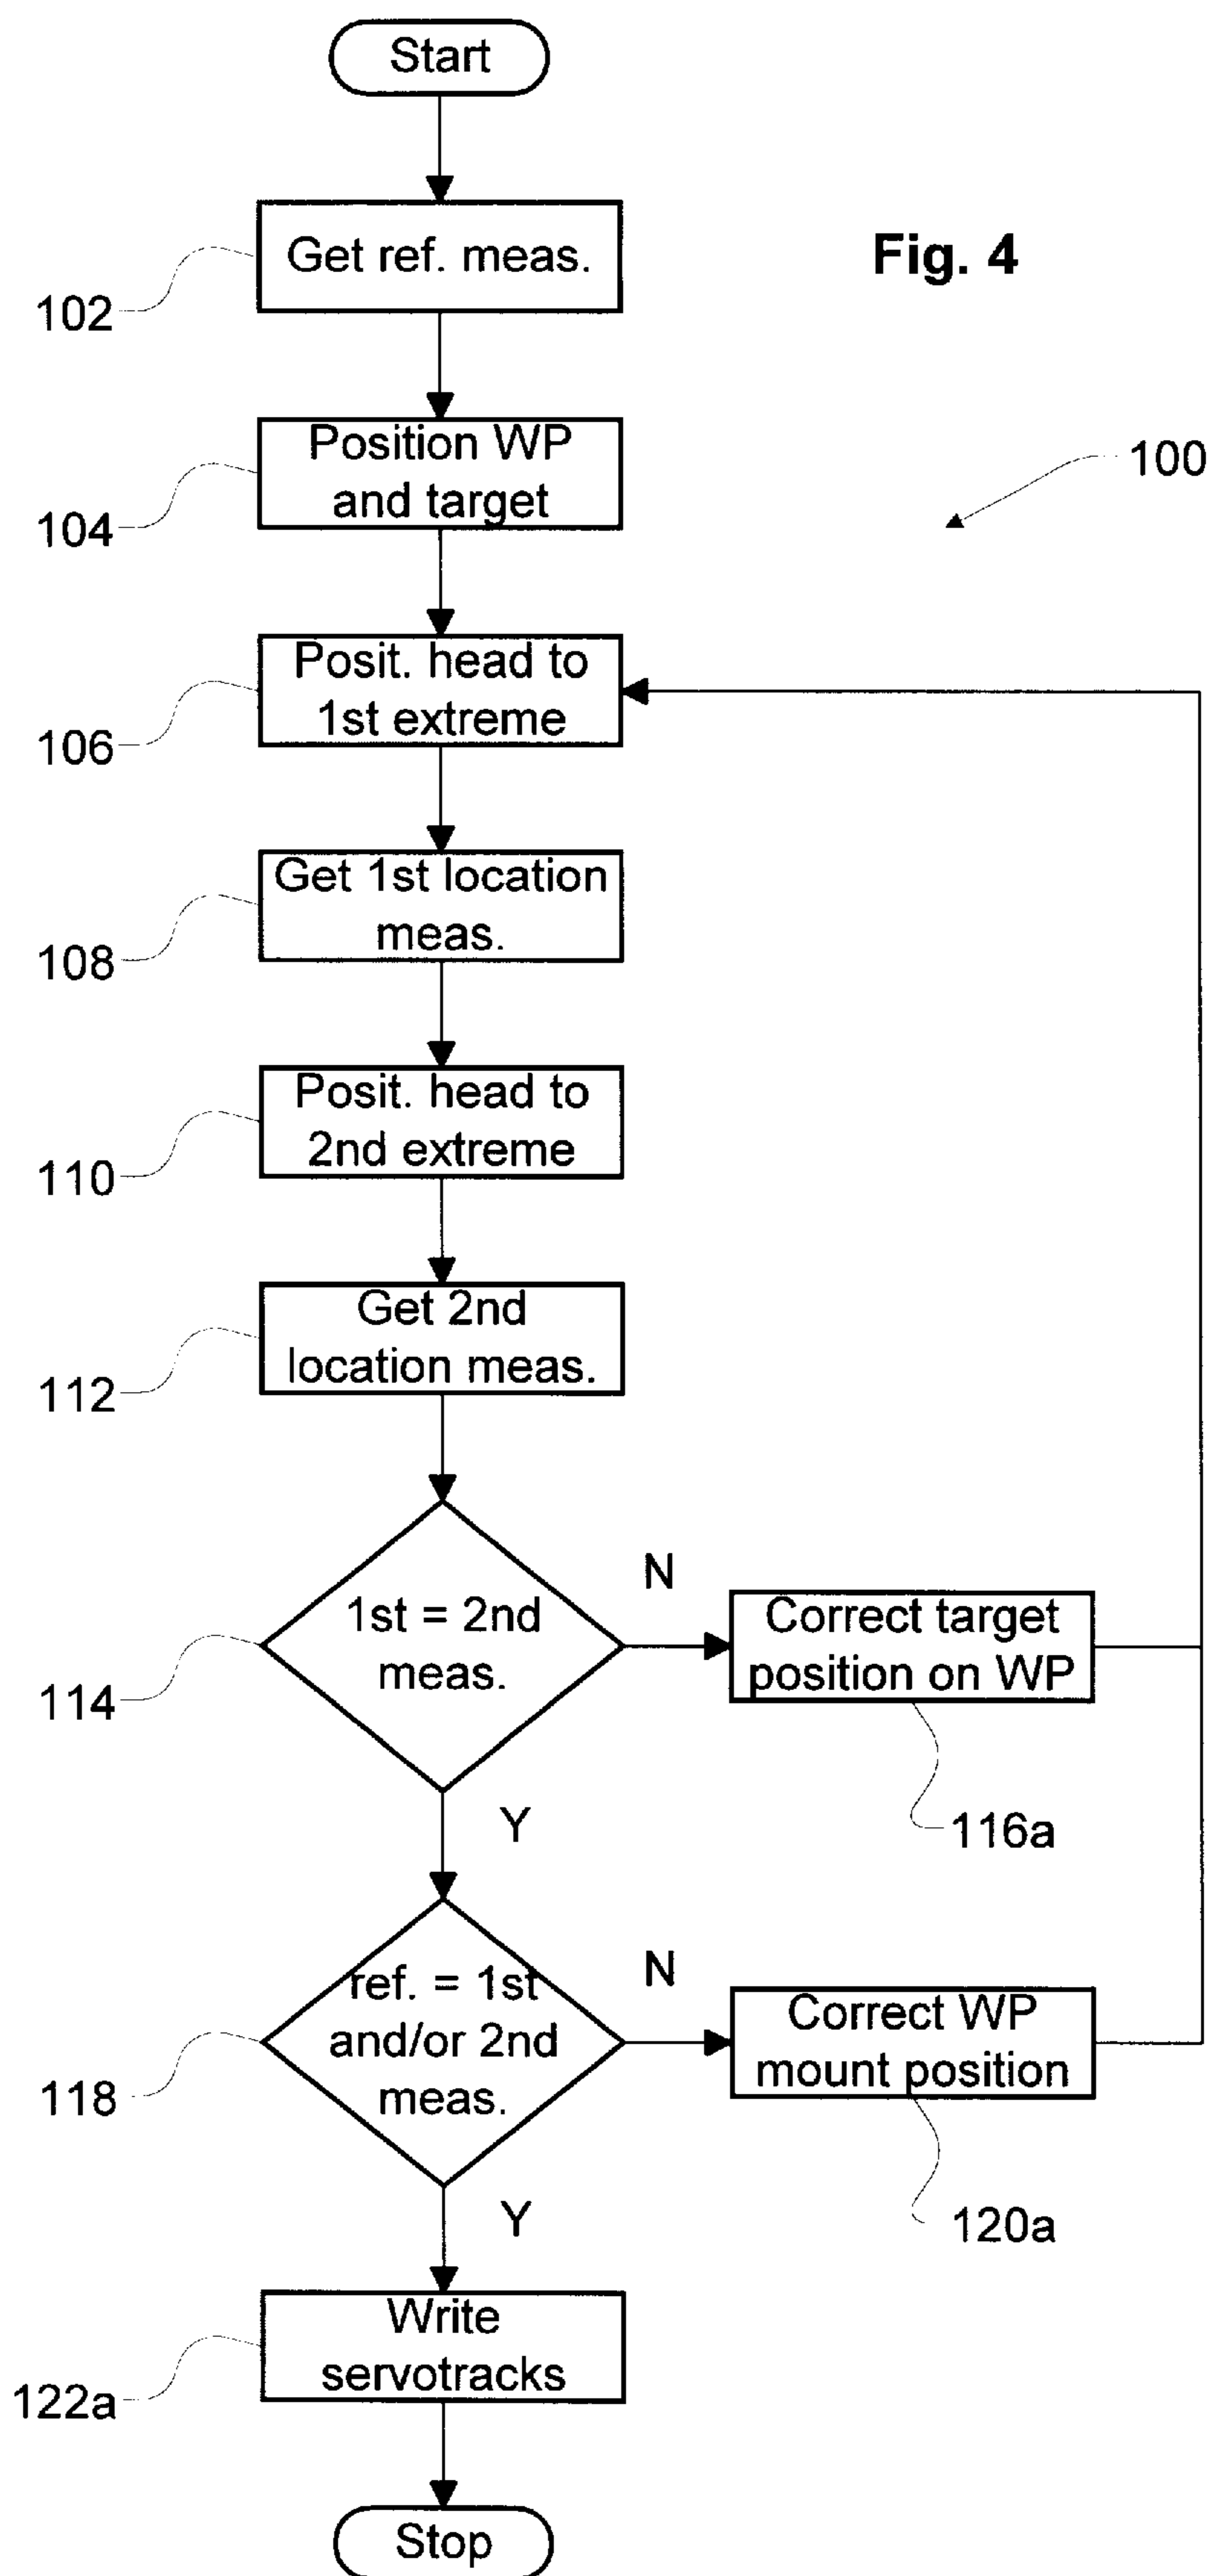 Start
Get ref. meas.
Fig. 4
102
Position WP
and target
100
104
Posit. head to
1st extreme
106
Get 1st location
meas.
108
Posit. head to
2nd extreme
110
Get 2nd
location meas.
112
N
1st = 2nd
meas.
Correct target
position on WP
114
116a
Y
N
ref. = 1st
and/or 2nd
meas.
Correct WP
mount position
118
120a
Y
Write
servotracks
122a
Stop